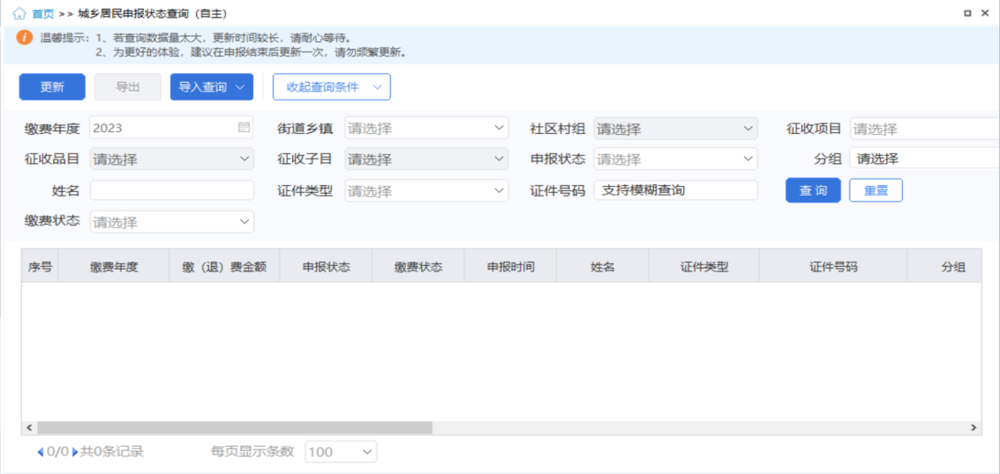 首页 >> 城乡居民申报状态查询（自主）
温馨提示：1、若查询数据量太大，更新时间较长，请耐心等待。
2、为更好的体验，建议在申报结束后更新一次，请勿频繁更新。
更新 导出 导入查询 收起查询条件
缴费年度 2023 街道乡镇 请选择 社区村组 请选择 征收项目 请选择
征收品目 请选择 征收子目 请选择 申报状态 请选择 分组 请选择
姓名 证件类型 请选择 证件号码 支持模糊查询 查询 重置
缴费状态 请选择
序号 缴费年度 缴（退）费金额 申报状态 缴费状态 申报时间 姓名 证件类型 证件号码 分组
0/0 共0条记录 每页显示条数 100